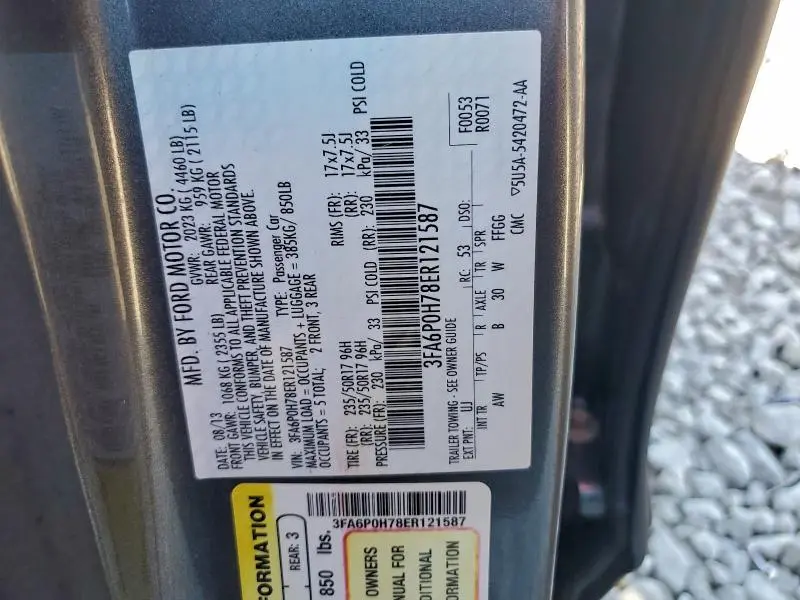 MFD. BY FORD MOTOR CO.
DATE: 08/13 GVWR: 2023 KG ( 4460 LB)
FRONT GAWR: 1068 KG ( 2355 LB) REAR GAWR: 959 KG ( 2115 LB)
THIS VEHICLE CONFORMS TO ALL APPLICABLE FEDERAL MOTOR
VEHICLE SAFETY, BUMPER, AND THEFT PREVENTION STANDARDS
IN EFFECT ON THE DATE OF MANUFACTURE SHOWN ABOVE.
VIN: 3FA6P0H78ER121587 TYPE: Passenger Car
MAXIMUM LOAD = OCCUPANTS + LUGGAGE = 385KG/ 850LB
OCCUPANTS = 5 TOTAL; 2 FRONT, 3 REAR
TIRE (FR): 235/50R17 96H RIMS (FR): 17x7.5J
(RR): 235/50R17 96H (RR): 17x7.5J
PRESSURE (FR): 230 kPa/ 33 PSI COLD (RR): 230 kPa/ 33 PSI COLD
3FA6P0H78ER121587
F0053
R0071
TRAILER TOWING - SEE OWNER GUIDE
EXT PNT: UJ RC: 53 DSO:
INT TR TP/PS R AXLE TR SPR
AW B 30 W FFGG
CMC ▽5U5A-5420472-AA
FORMATION
REAR: 3
850 lbs.
3FA6P0H78ER121587
OWNERS
NUAL FOR
DITIONAL
ORMATION